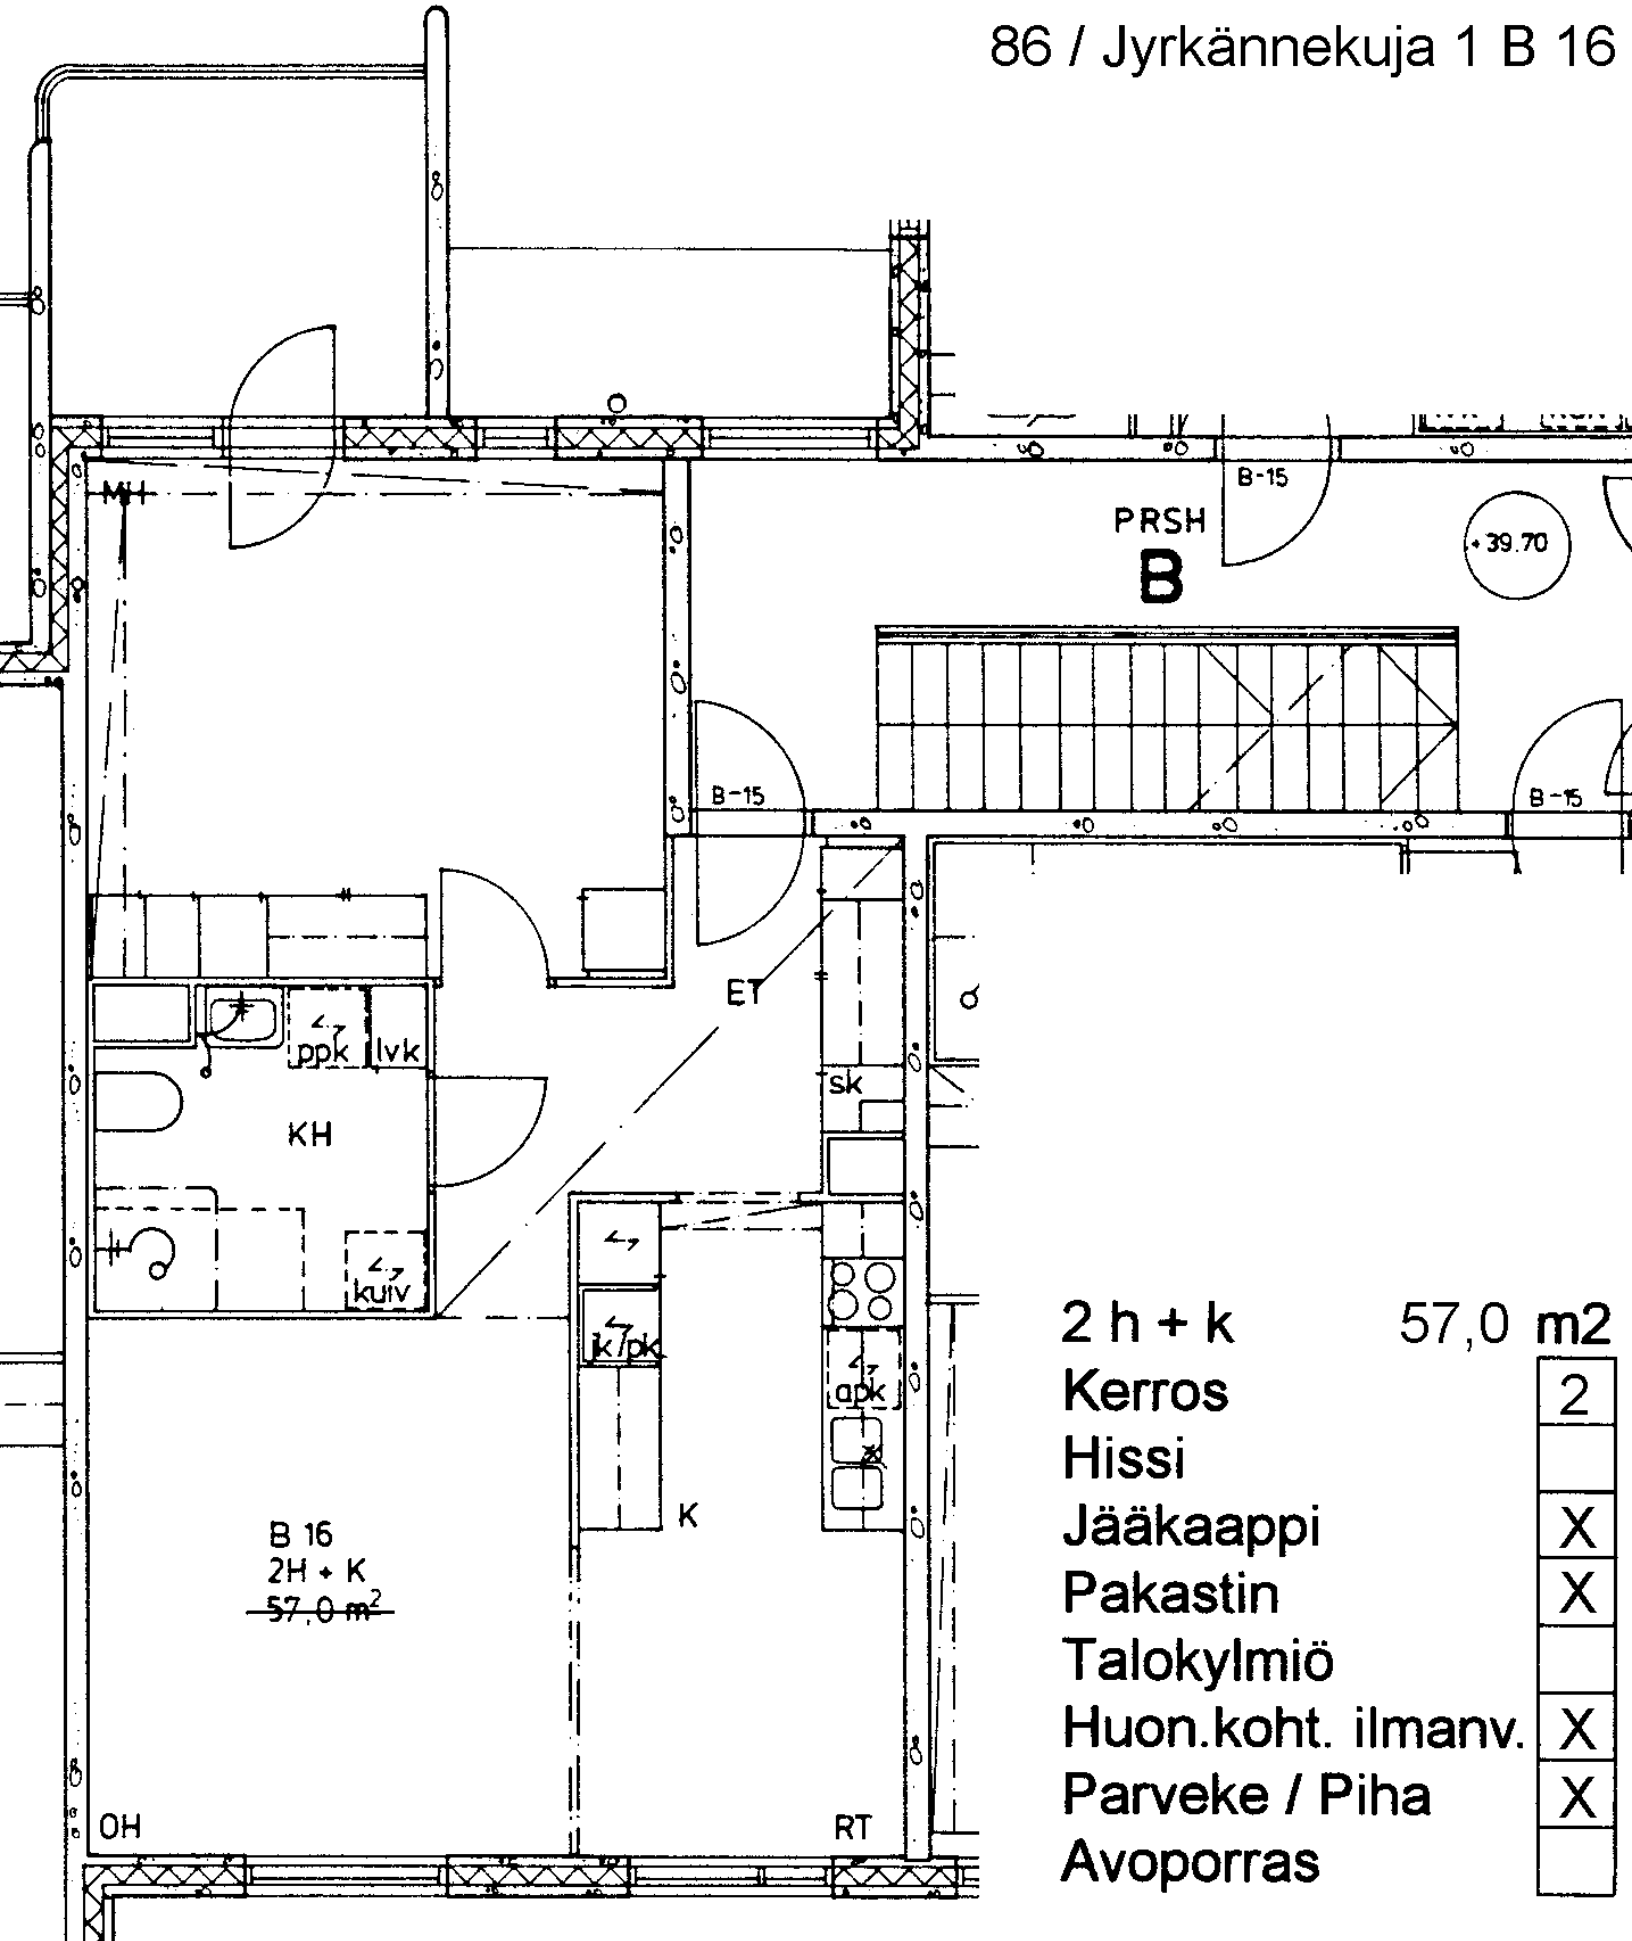 86 / Jyrkännekuja 1 B 16
MH
B-15
PRSH
B
+39.70
B-15
B-15
ET
ppk
lvk
sk
KH
kuiv
jk/pk
apk
K
B 16
2H + K
57,0 m²
OH
RT
2 h + k 57,0 m2
Kerros 2
Hissi
Jääkaappi X
Pakastin X
Talokylmiö
Huon.koht. ilmanv. X
Parveke / Piha X
Avoporras